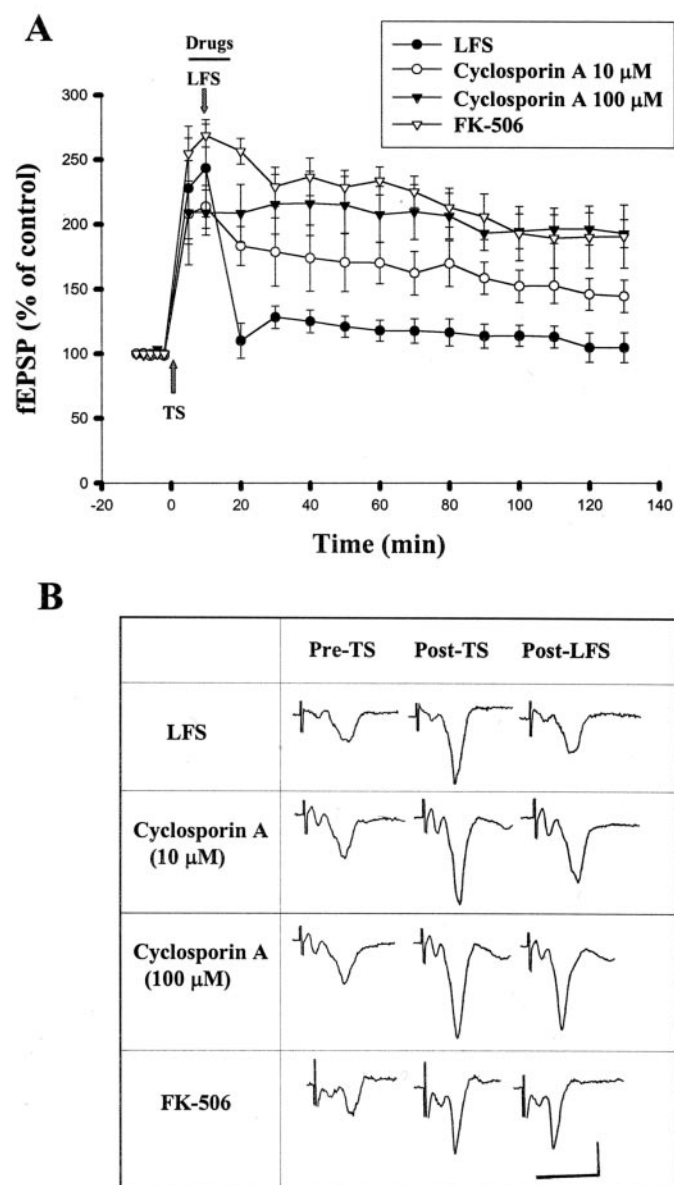 A
Drugs
LFS
LFS
Cyclosporin A 10 μM
Cyclosporin A 100 μM
FK-506
fEPSP (% of control)
300
250
200
150
100
50
0
TS
-20 0 20 40 60 80 100 120 140
Time (min)
B
Pre-TS Post-TS Post-LFS
LFS
Cyclosporin A
(10 μM)
Cyclosporin A
(100 μM)
FK-506